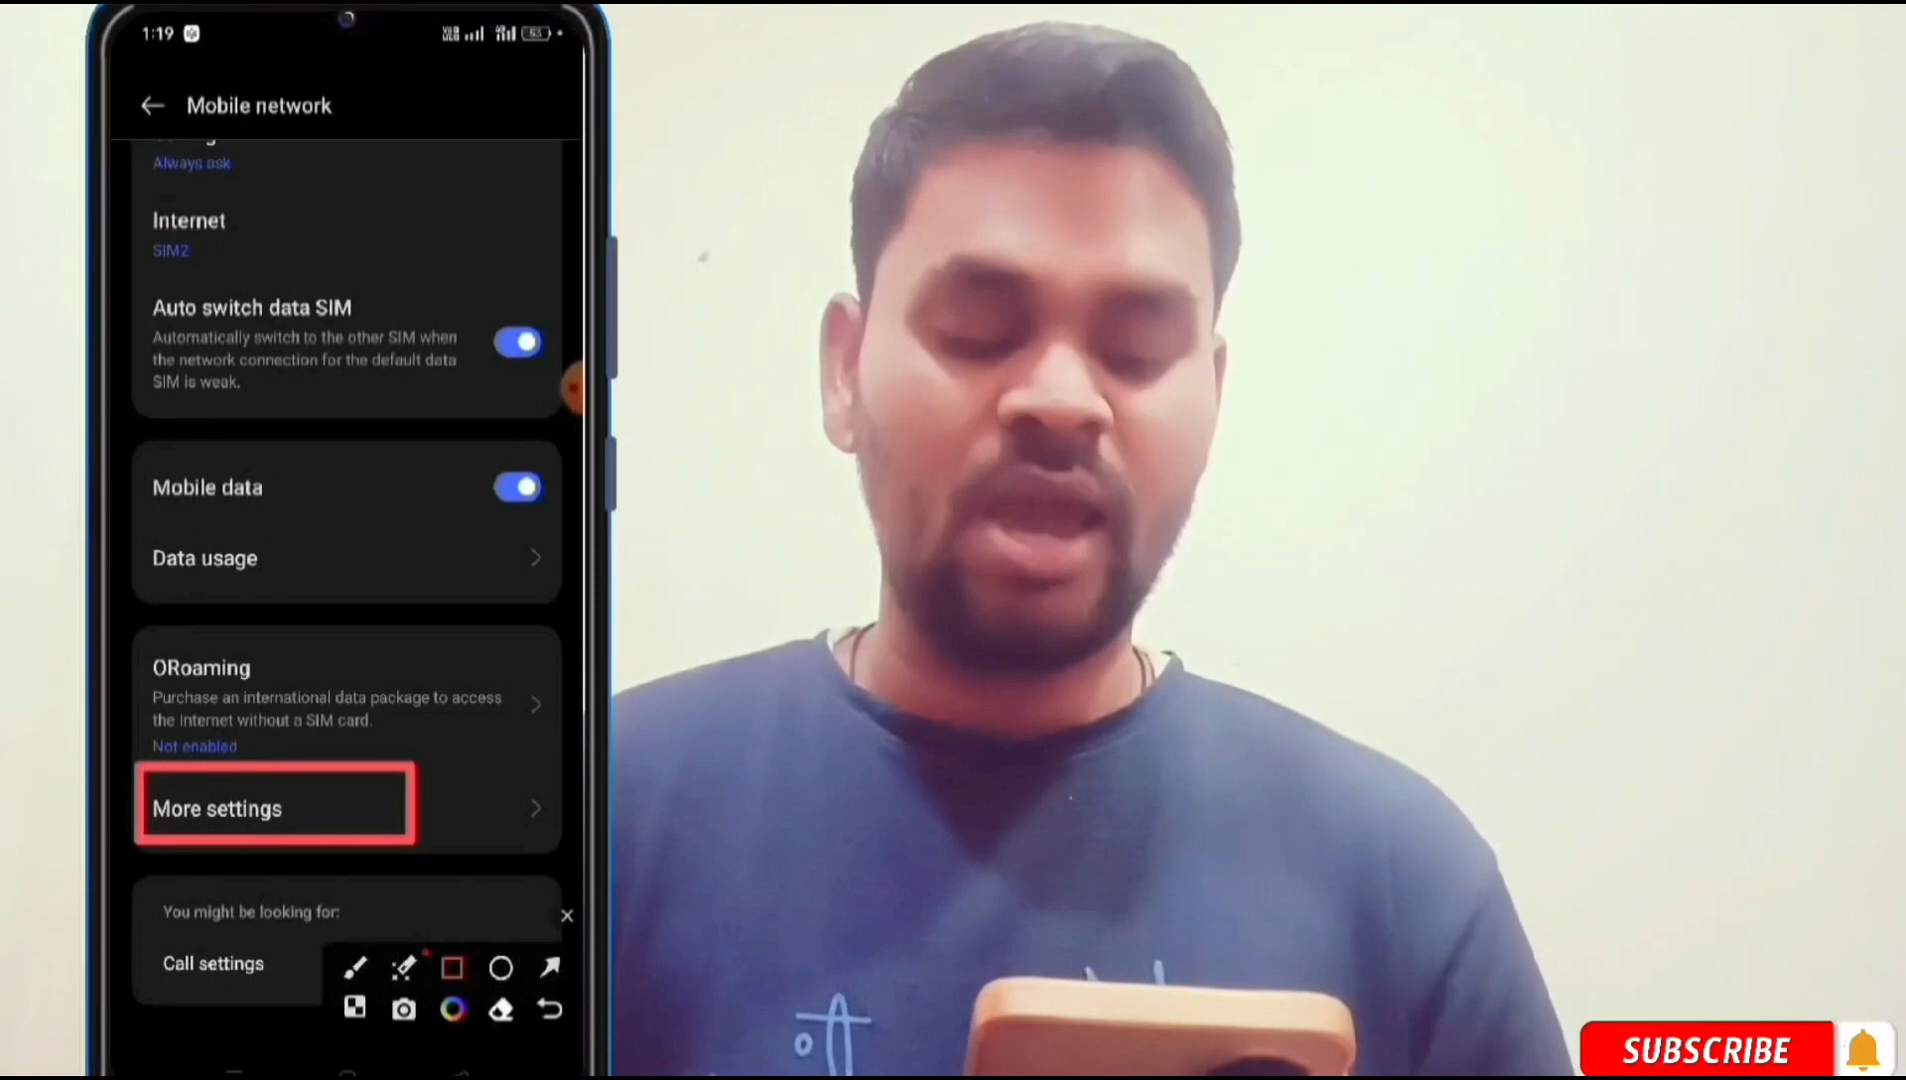 1:19
53
Mobile network
Always ask
Internet
SIM2
Auto switch data SIM
Automatically switch to the other SIM when
the network connection for the default data
SIM is weak.
Mobile data
Data usage
ORoaming
Purchase an international data package to access
the internet without a SIM card.
Not enabled
More settings
You might be looking for:
Call settings
SUBSCRIBE